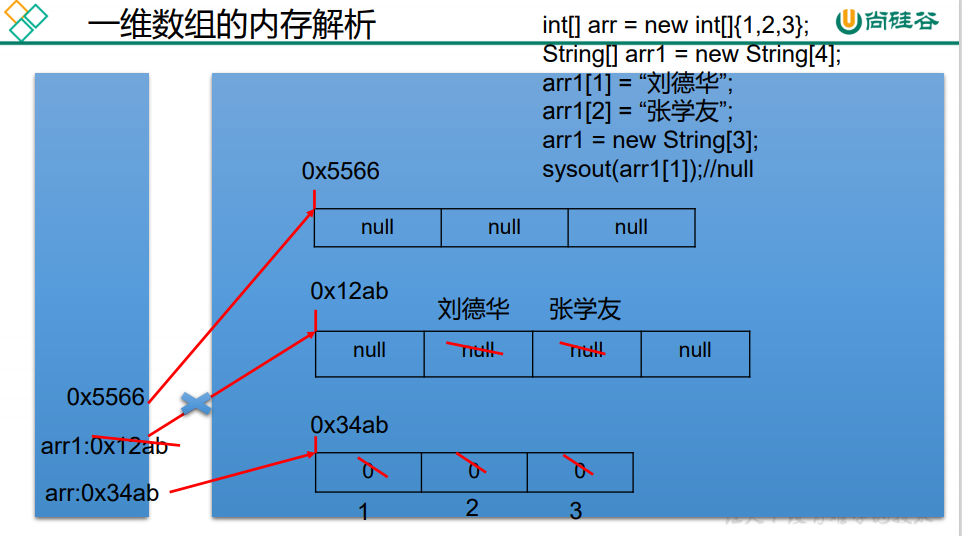 一维数组的内存解析
int[] arr = new int[]{1,2,3};
尚硅谷
String[] arr1 = new String[4];
arr1[1] = “刘德华”;
arr1[2] = “张学友”;
arr1 = new String[3];
sysout(arr1[1]);//null
0x5566
null null null
0x12ab
刘德华 张学友
null null null null
0x5566
arr1:0x12ab
0x34ab
0 0 0
arr:0x34ab
1 2 3